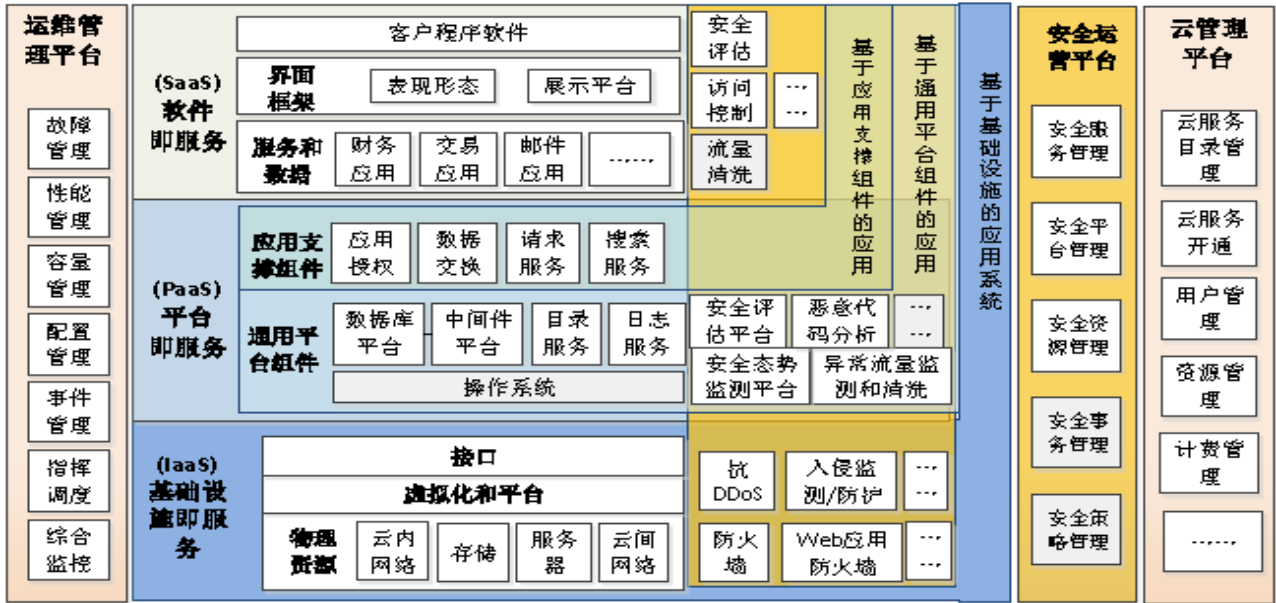 运维管
理平台
故障
管理
性能
管理
容量
管理
配置
管理
事件
管理
指挥
调度
综合
监控
(SaaS)
软件
即服务
客户程序软件
界面
框架
表现形态
展示平台
服务和
数据
财务
应用
交易
应用
邮件
应用
……
安全
评估
访问
控制
…
…
流量
清洗
(PaaS)
平台
即服务
应用支
撑组件
应用
授权
数据
交换
请求
服务
搜索
服务
通用平
台组件
数据库
平台
中间件
平台
目录
服务
日志
服务
操作系统
安全评
估平台
恶意代
码分析
…
…
安全态势
监测平台
异常流量监
测和清洗
(IaaS)
基础设
施即服
务
接口
虚拟化和平台
物理
资源
云内
网络
存储
服务
器
云间
网络
抗
DDoS
入侵监
测/防护
…
…
防火
墙
Web应用
防火墙
…
…
基于应用支撑组件的应用
基于通用平台组件的应用
基于基础设施的应用系统
安全运
营平台
安全服
务管理
安全平
台管理
安全资
源管理
安全事
务管理
安全策
略管理
云管理
平台
云服务
目录管
理
云服务
开通
用户管
理
资源管
理
计费管
理
……